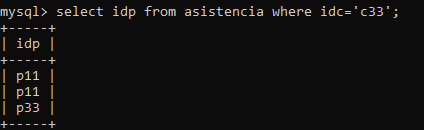 mysql> select idp from asistencia where idc='c33';
+-----+
| idp |
+-----+
| p11 |
| p11 |
| p33 |
+-----+